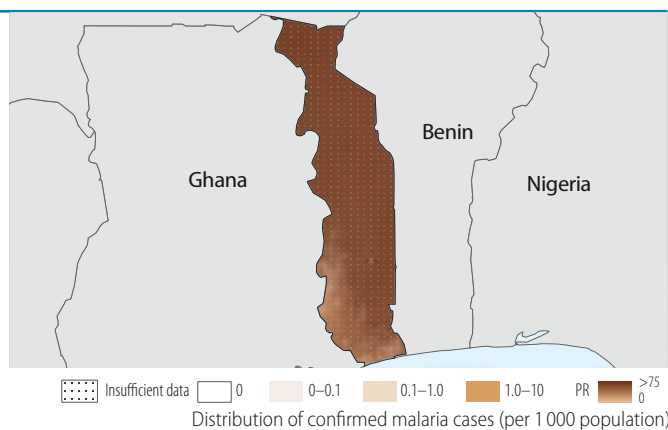 Benin
Ghana
Nigeria
Insufficient data 0 0–0.1 0.1–1.0 1.0–10 PR >75 0
Distribution of confirmed malaria cases (per 1 000 population)